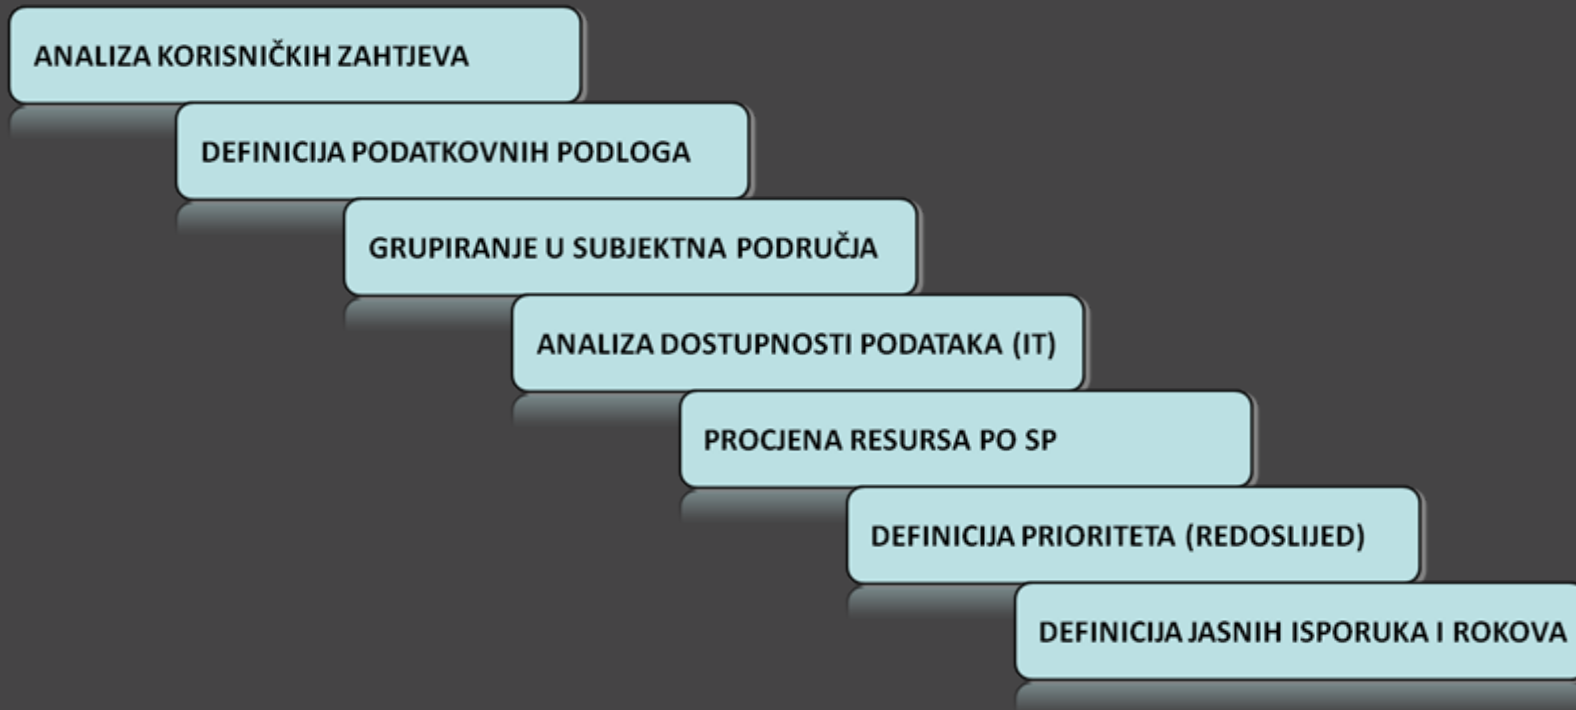 ANALIZA KORISNIČKIH ZAHTJEVA
DEFINICIJA PODATKOVNIH PODLOGA
GRUPIRANJE U SUBJEKTNA PODRUČJA
ANALIZA DOSTUPNOSTI PODATAKA (IT)
PROCJENA RESURSA PO SP
DEFINICIJA PRIORITETA (REDOSLIJED)
DEFINICIJA JASNIH ISPORUKA I ROKOVA